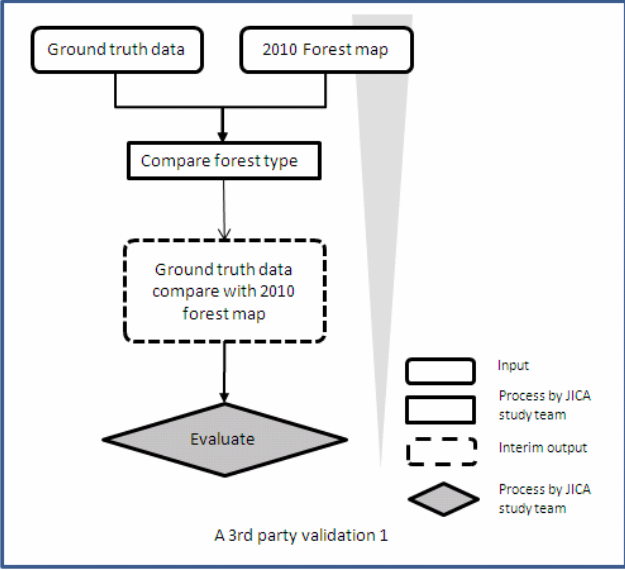 Ground truth data
2010 Forest map
Compare forest type
Ground truth data
compare with 2010
forest map
Evaluate
Input
Process by JICA
study team
Interim output
Process by JICA
study team
A 3rd party validation 1